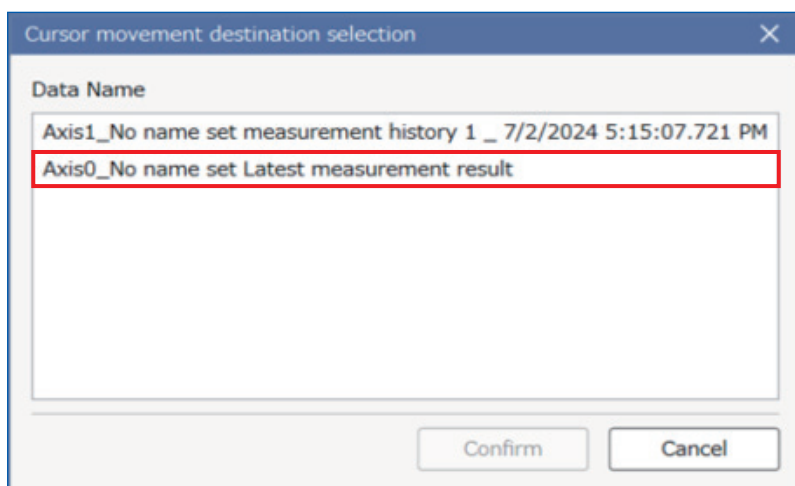 Cursor movement destination selection
Data Name
Axis1_No name set measurement history 1 _ 7/2/2024 5:15:07.721 PM
Axis0_No name set Latest measurement result
Confirm
Cancel